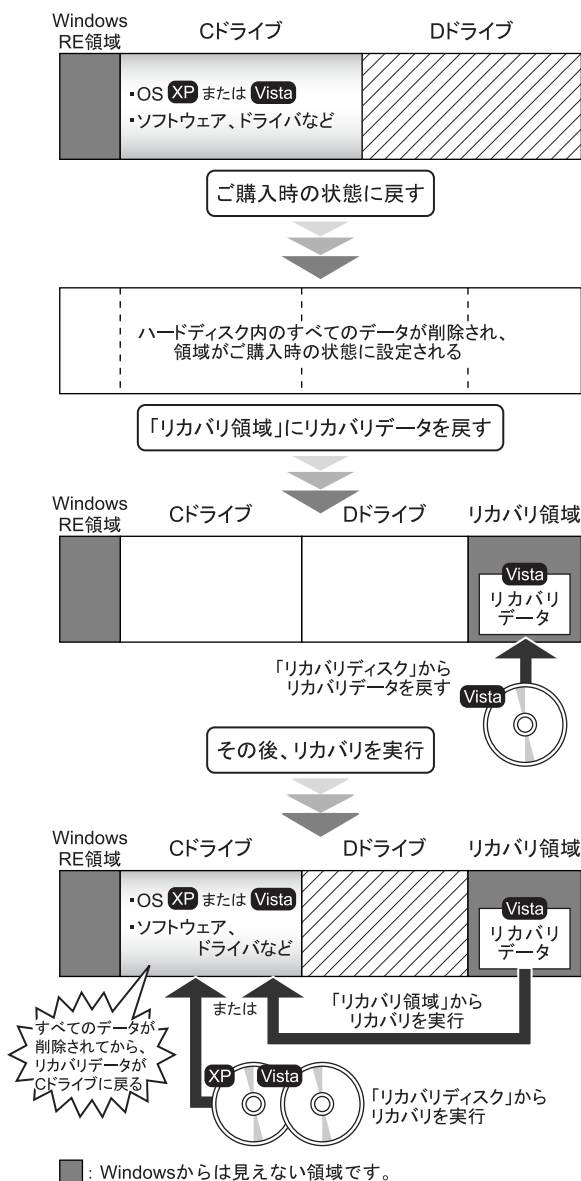 Windows
RE領域
Cドライブ
Dドライブ
・OS XP または Vista
・ソフトウェア、ドライバなど
ご購入時の状態に戻す
ハードディスク内のすべてのデータが削除され、
領域がご購入時の状態に設定される
「リカバリ領域」にリカバリデータを戻す
Windows
RE領域
Cドライブ
Dドライブ
リカバリ領域
Vista
リカバリ
データ
「リカバリディスク」から
リカバリデータを戻す
Vista
その後、リカバリを実行
Windows
RE領域
Cドライブ
Dドライブ
リカバリ領域
・OS XP または Vista
・ソフトウェア、
ドライバなど
Vista
リカバリ
データ
または
「リカバリ領域」から
リカバリを実行
すべてのデータが
削除されてから、
リカバリデータが
Cドライブに戻る
XP
Vista
「リカバリディスク」から
リカバリを実行
: Windowsからは見えない領域です。